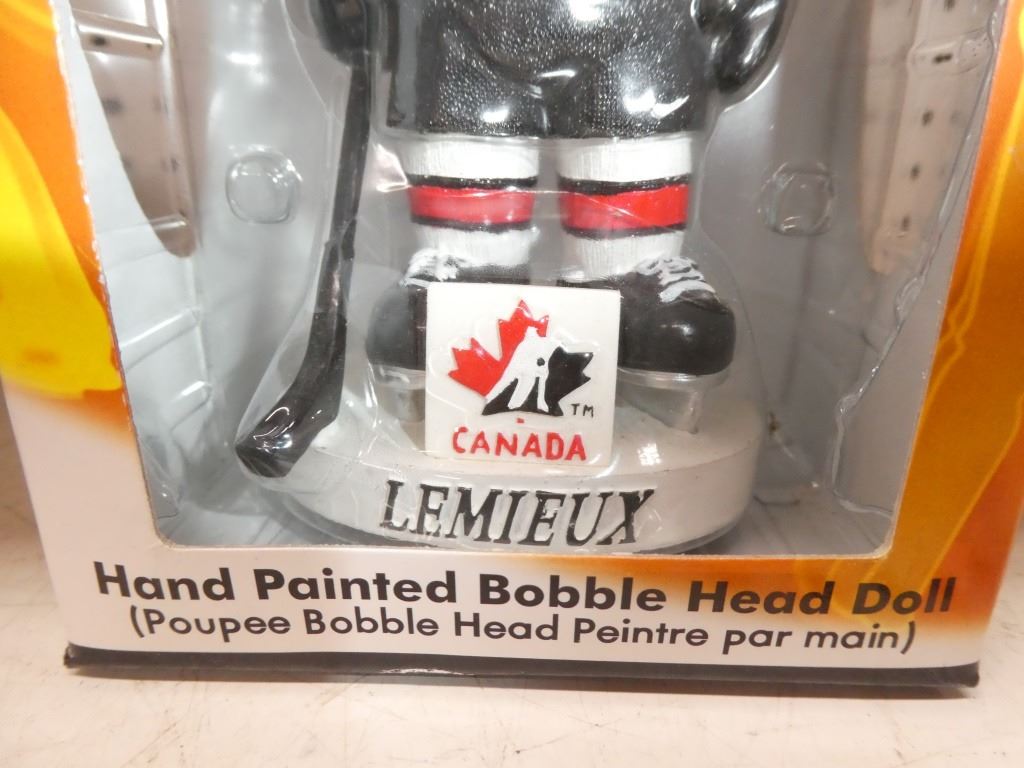 TM
CANADA
LEMIEUX
Hand Painted Bobble Head Doll
(Poupee Bobble Head Peintre par main)